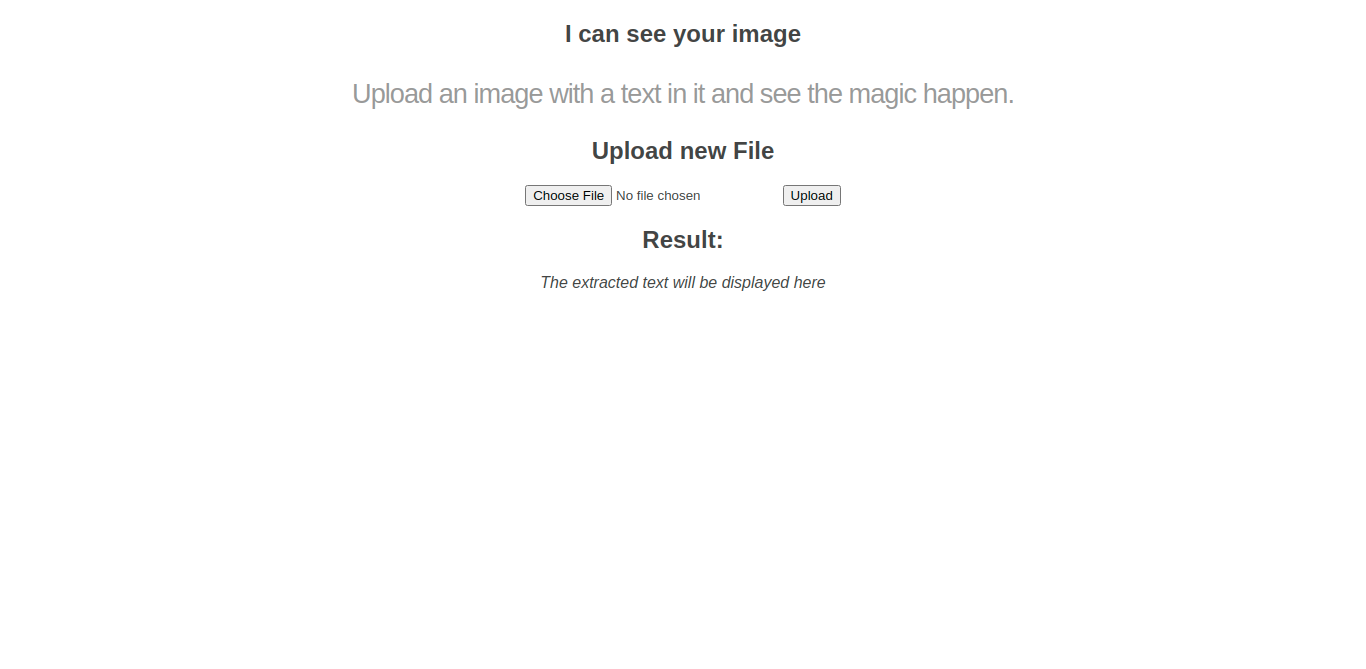 I can see your image
Upload an image with a text in it and see the magic happen.
Upload new File
Choose File No file chosen Upload
Result:
The extracted text will be displayed here